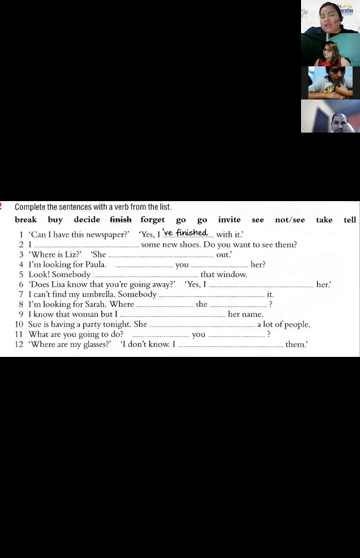 2 Complete the sentences with a verb from the list.
break buy decide finish forget go go invite see not/see take tell
1 'Can I have this newspaper?' 'Yes, I 've finished with it.'
2 I ........ some new shoes. Do you want to see them?
3 'Where is Liz?' 'She ........ out.'
4 I'm looking for Paula. ........ you ........ her?
5 Look! Somebody ........ that window.
6 'Does Lisa know that you're going away?' 'Yes, I ........ her.'
7 I can't find my umbrella. Somebody ........ it.
8 I'm looking for Sarah. Where ........ she ........ ?
9 I know that woman but I ........ her name.
10 Sue is having a party tonight. She ........ a lot of people.
11 What are you going to do? ........ you ........ ?
12 'Where are my glasses?' 'I don't know. I ........ them.'